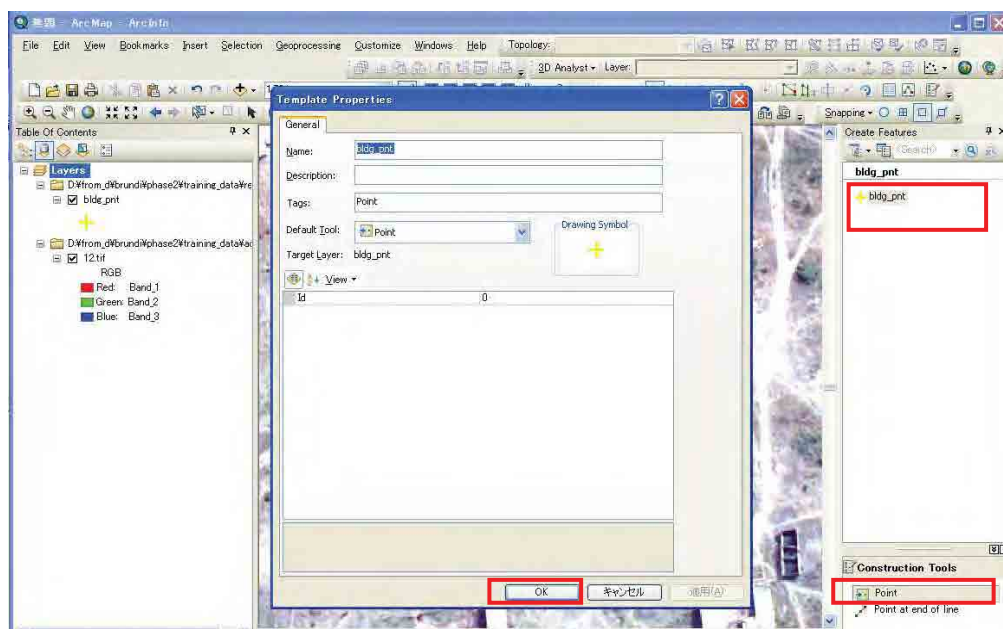 無題 - ArcMap - ArcInfo
File Edit View Bookmarks Insert Selection Geoprocessing Customize Windows Help Topology:
3D Analyst Layer:
Snapping
Table Of Contents
Layers
D:¥from_d¥brundi¥phase2¥training_data¥re
bldg_pnt
D:¥from_d¥brundi¥phase2¥training_data¥ac
12.tif
RGB
Red: Band_1
Green: Band_2
Blue: Band_3
Template Properties
General
Name: bldg_pnt
Description:
Tags: Point
Default Tool: Point
Drawing Symbol
Target Layer: bldg_pnt
View
Id 0
OK キャンセル 適用(A)
Create Features
<Search>
bldg_pnt
bldg_pnt
Construction Tools
Point
Point at end of line